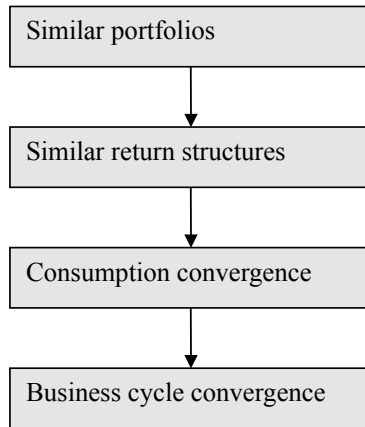 Similar portfolios
Similar return structures
Consumption convergence
Business cycle convergence